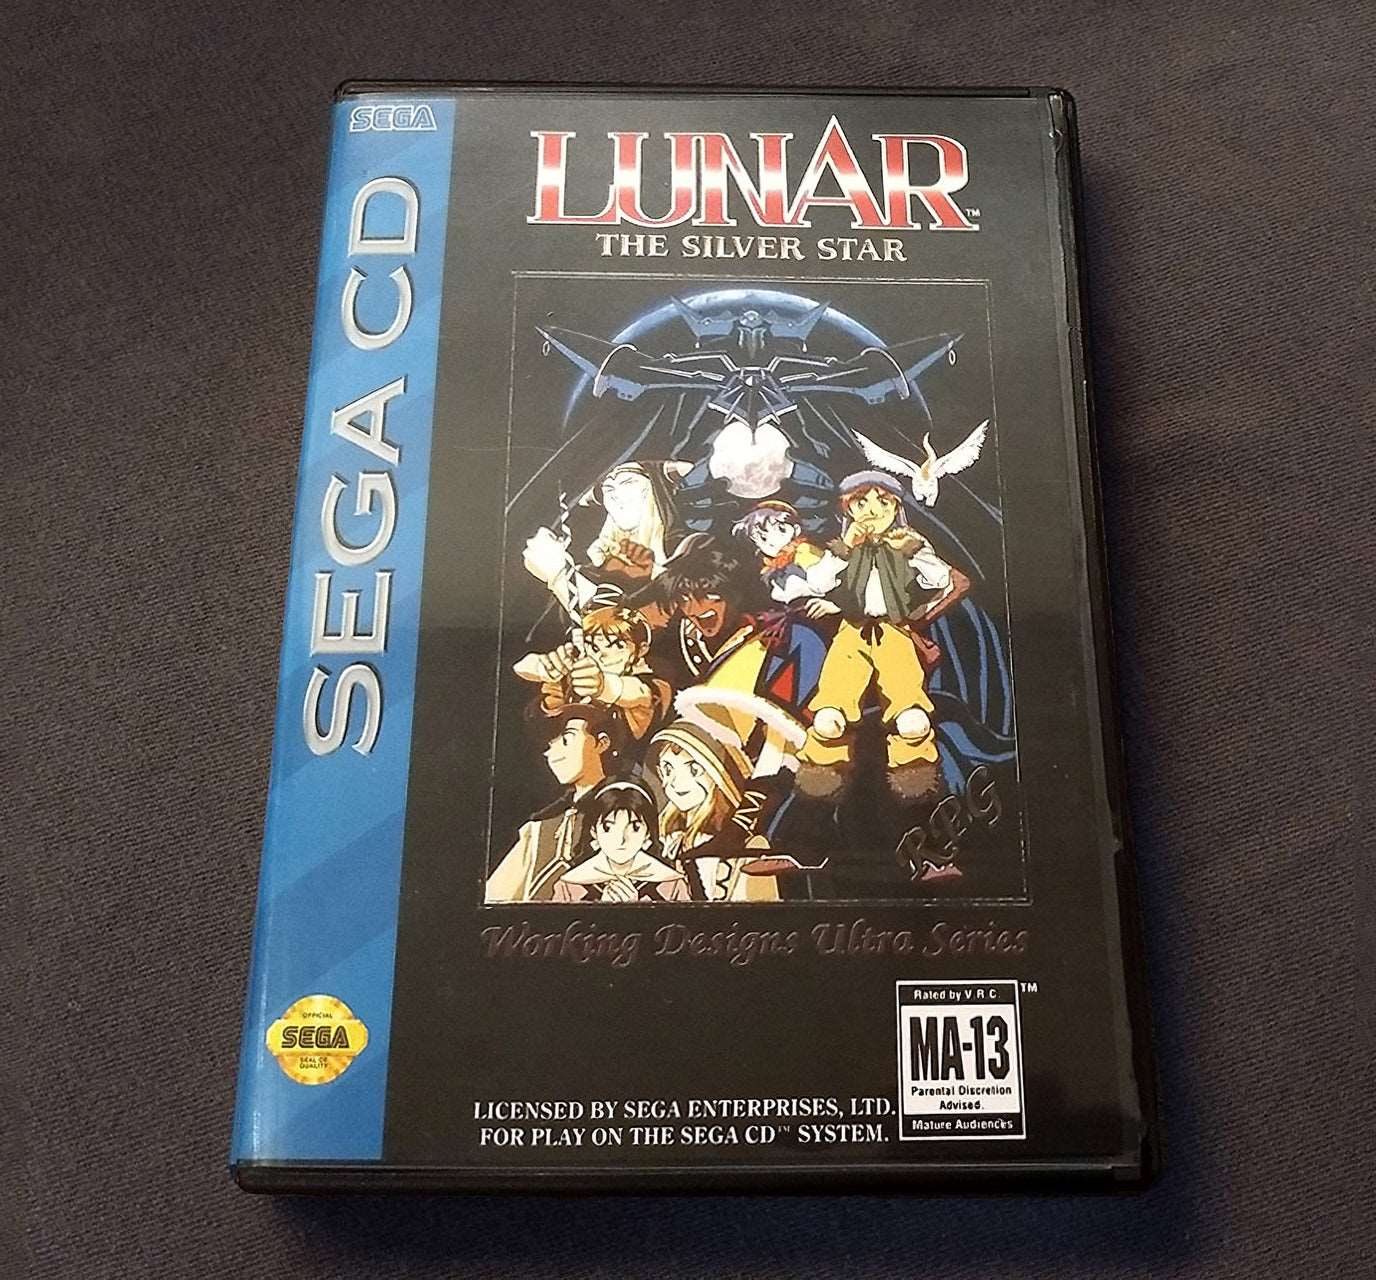 SEGA
SEGA CD
LUNAR™
THE SILVER STAR
RPG
Working Designs Ultra Series
Rated by V.R.C.
™
MA-13
Parental Discretion
Advised.
Mature Audiences
OFFICIAL
SEGA
SEAL OF
QUALITY
LICENSED BY SEGA ENTERPRISES, LTD.
FOR PLAY ON THE SEGA CD™ SYSTEM.